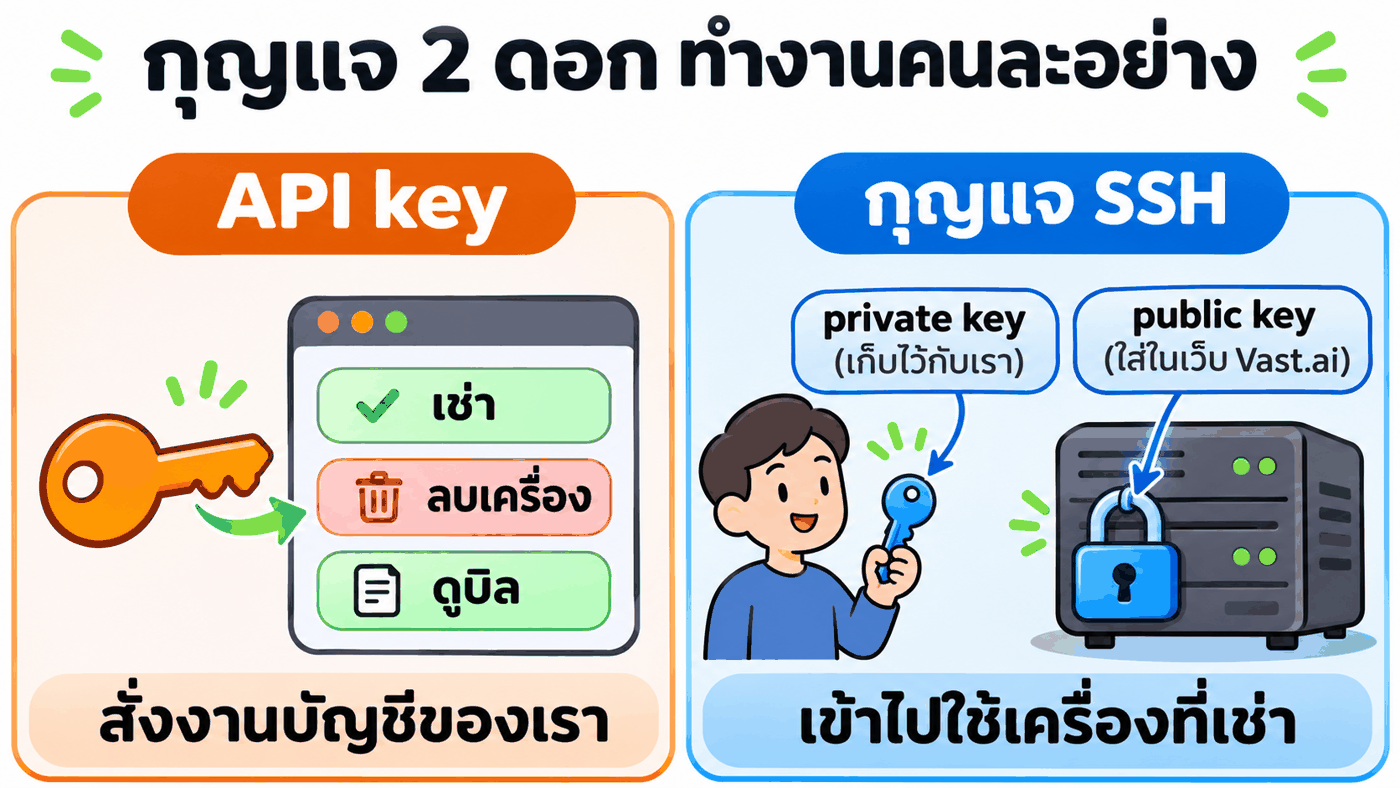 กุญแจ 2 ดอก ทำงานคนละอย่าง
API key
เช่า
ลบเครื่อง
ดูบิล
สั่งงานบัญชีของเรา
กุญแจ SSH
private key
(เก็บไว้กับเรา)
public key
(ใส่ในเว็บ Vast.ai)
เข้าไปใช้เครื่องที่เช่า